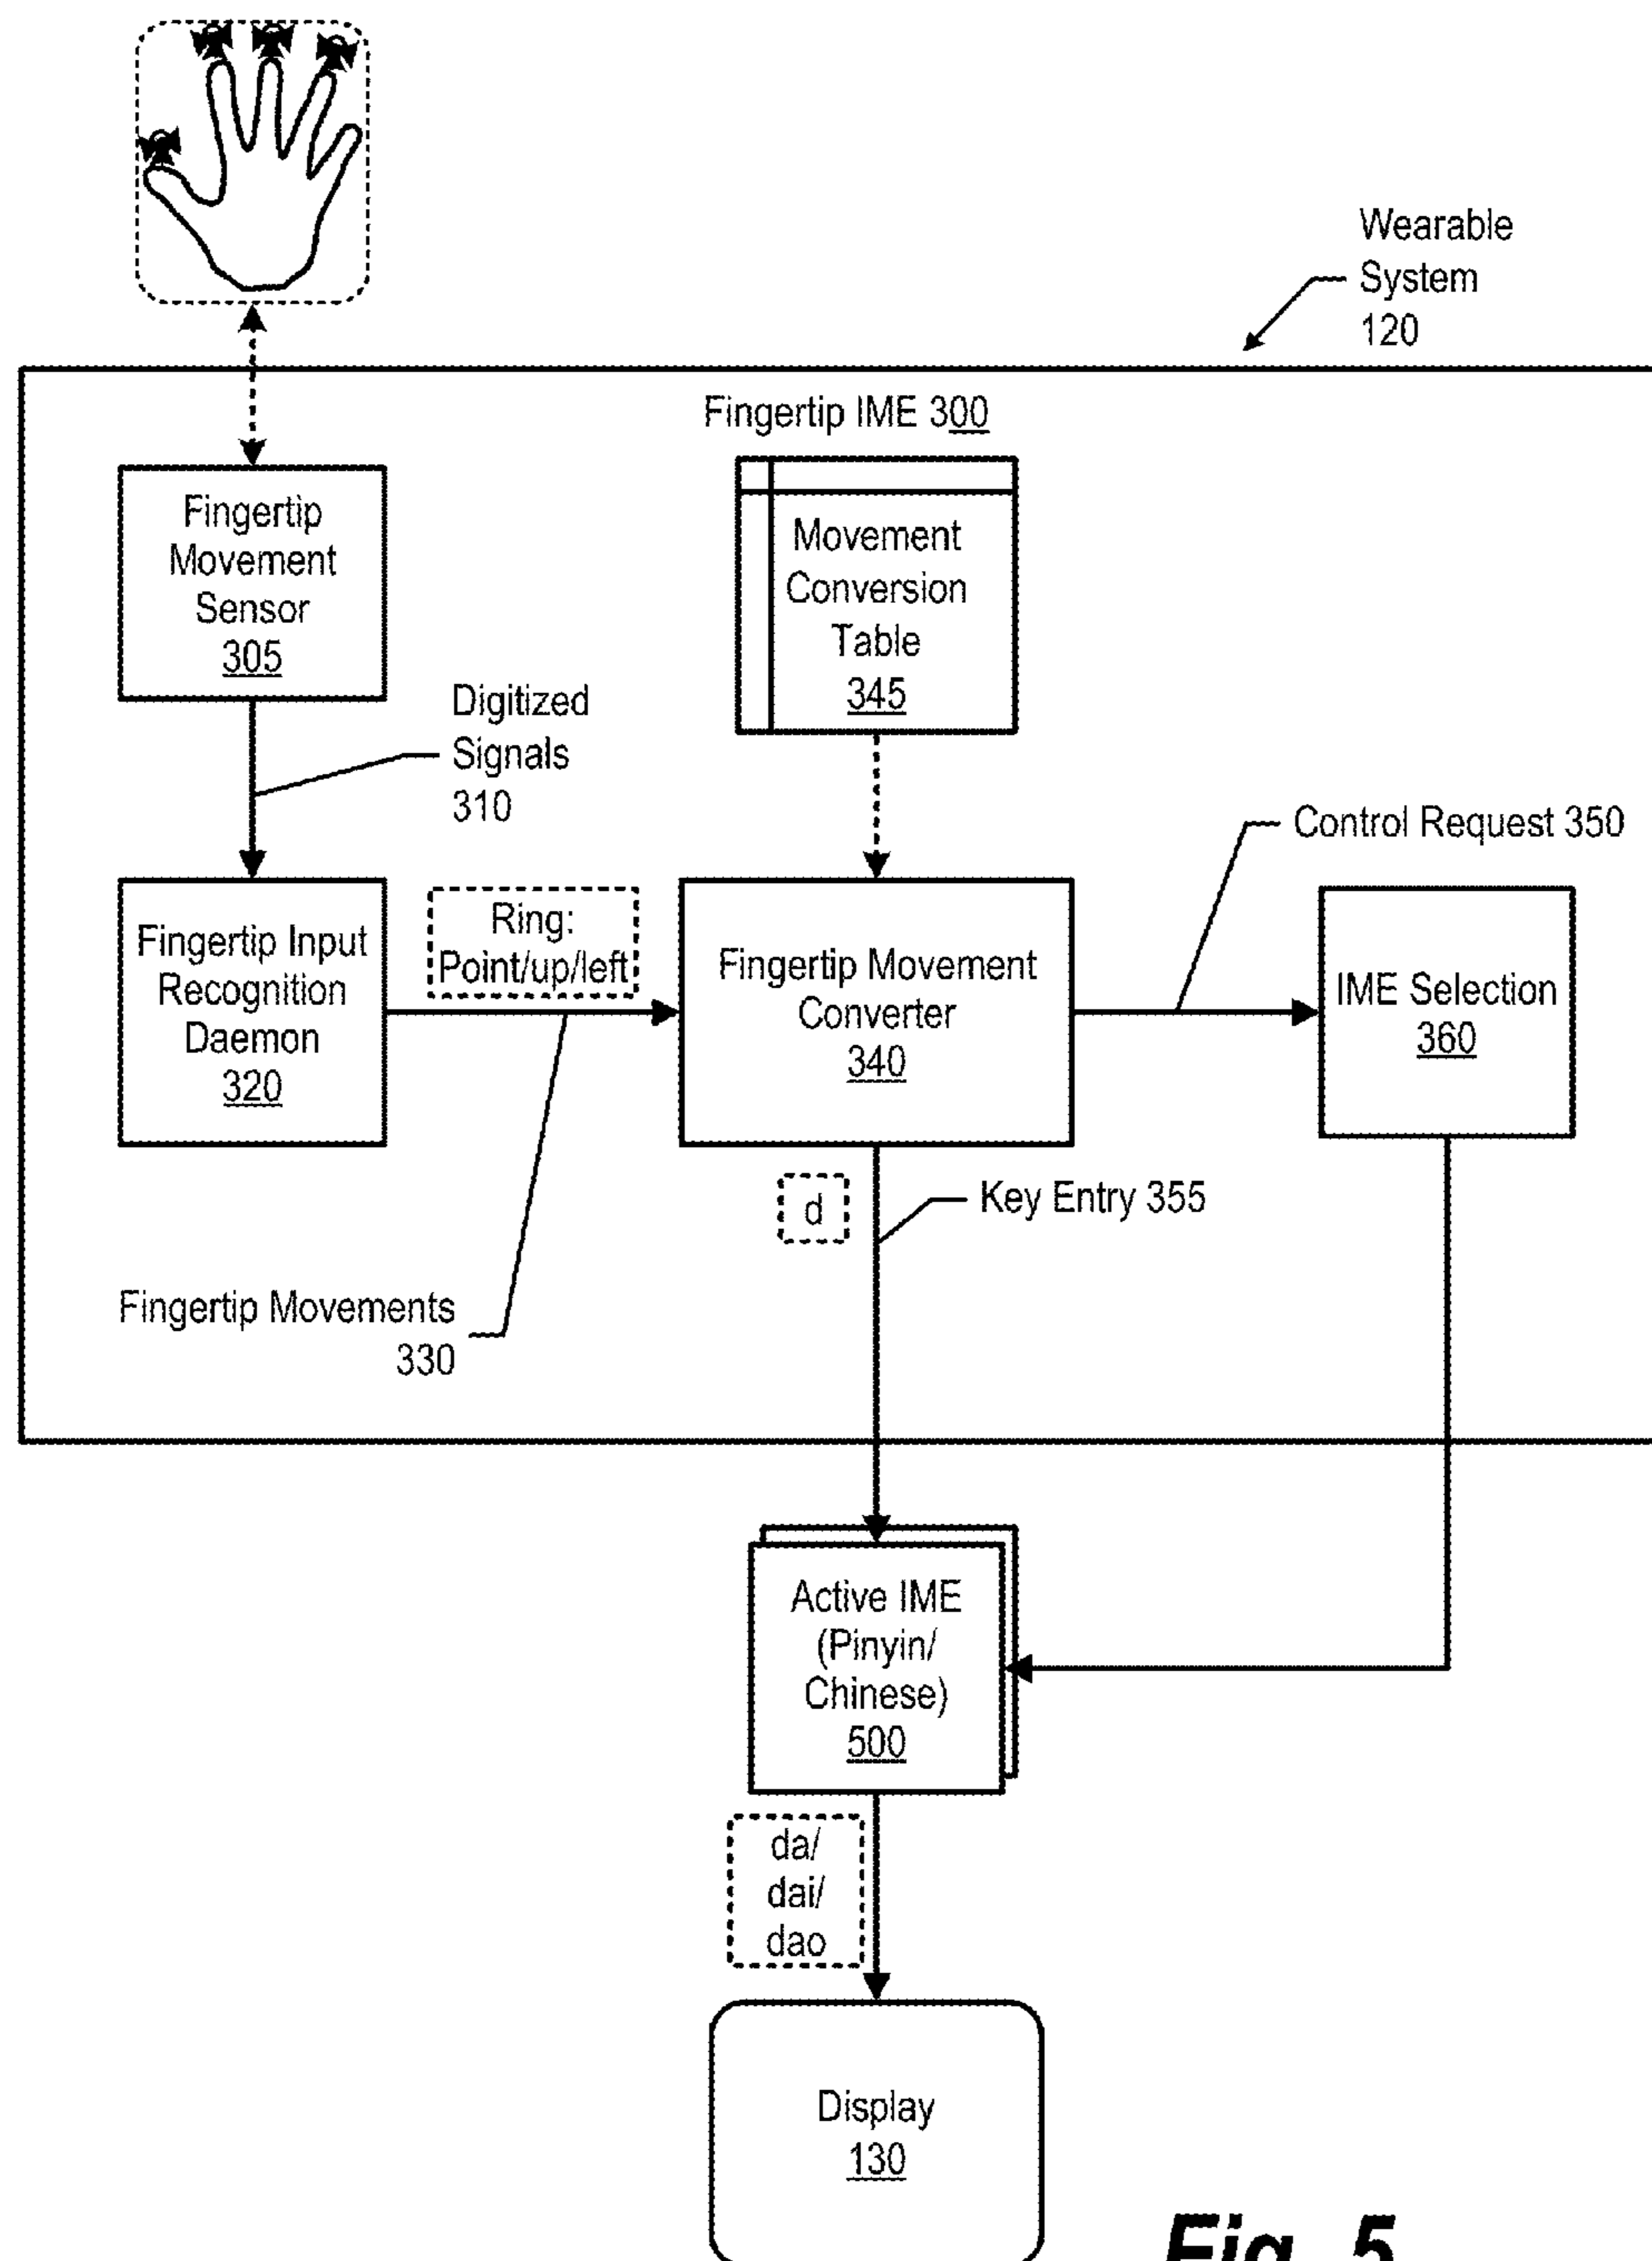 Wearable
System
120
Fingertip IME 300
Fingertip
Movement
Sensor
305
Movement
Conversion
Table
345
Digitized
Signals
310
Control Request 350
Fingertip Input
Recognition
Daemon
320
Ring:
Point/up/left
Fingertip Movement
Converter
340
IME Selection
360
d
Key Entry 355
Fingertip Movements
330
Active IME
(Pinyin/
Chinese)
500
da/
dai/
dao
Display
130
Fig. 5